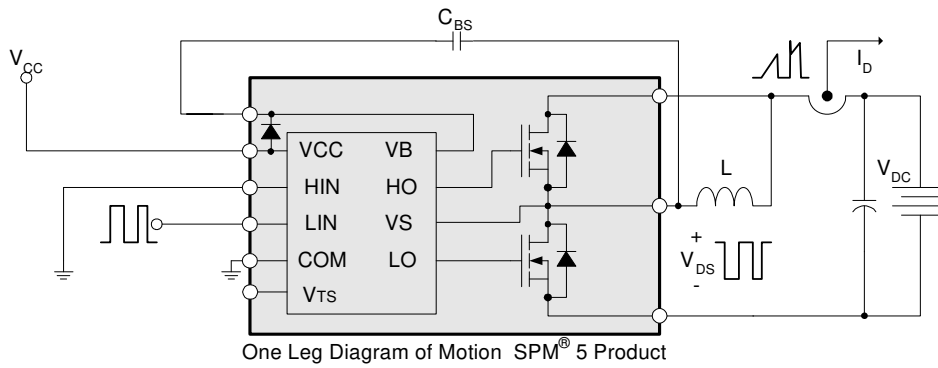 C_BS
V_CC
I_D
VCC VB
HIN HO
LIN VS
COM LO
V_TS
L
V_DC
+
V_DS
-
One Leg Diagram of Motion SPM® 5 Product